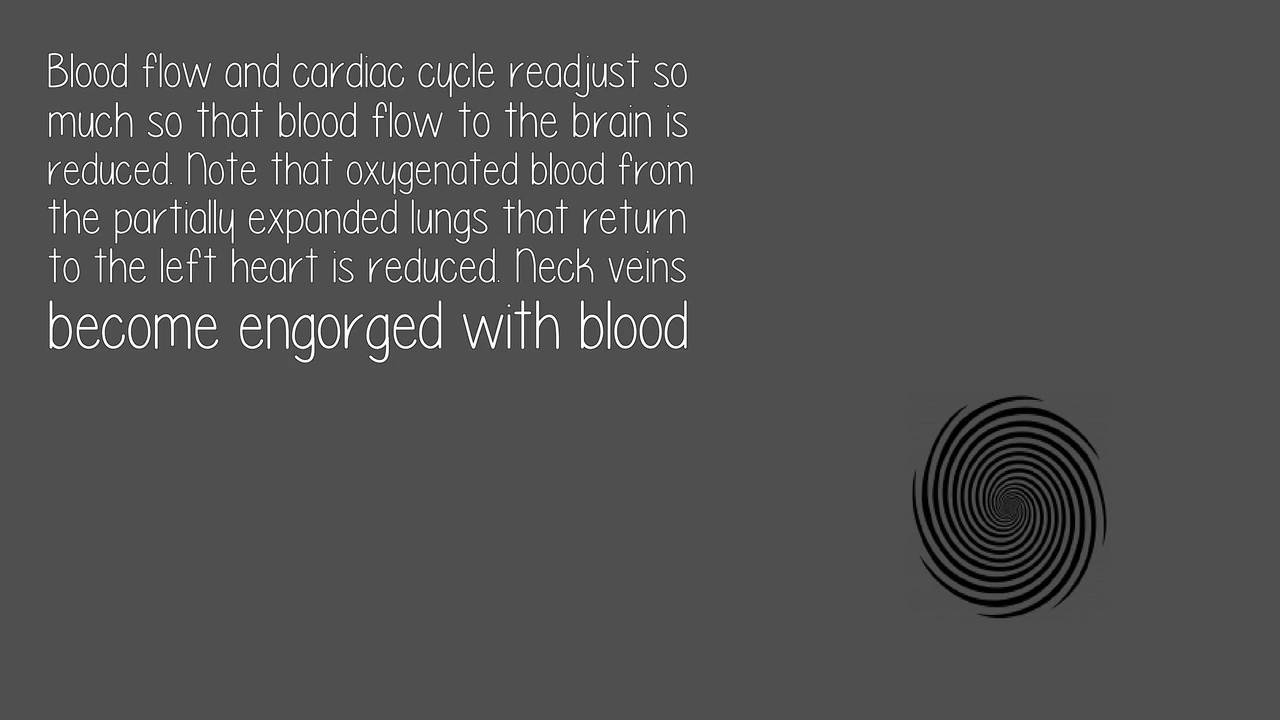 Blood flow and cardiac cycle readjust so
much so that blood flow to the brain is
reduced. Note that oxygenated blood from
the partially expanded lungs that return
to the left heart is reduced. Neck veins
become engorged with blood